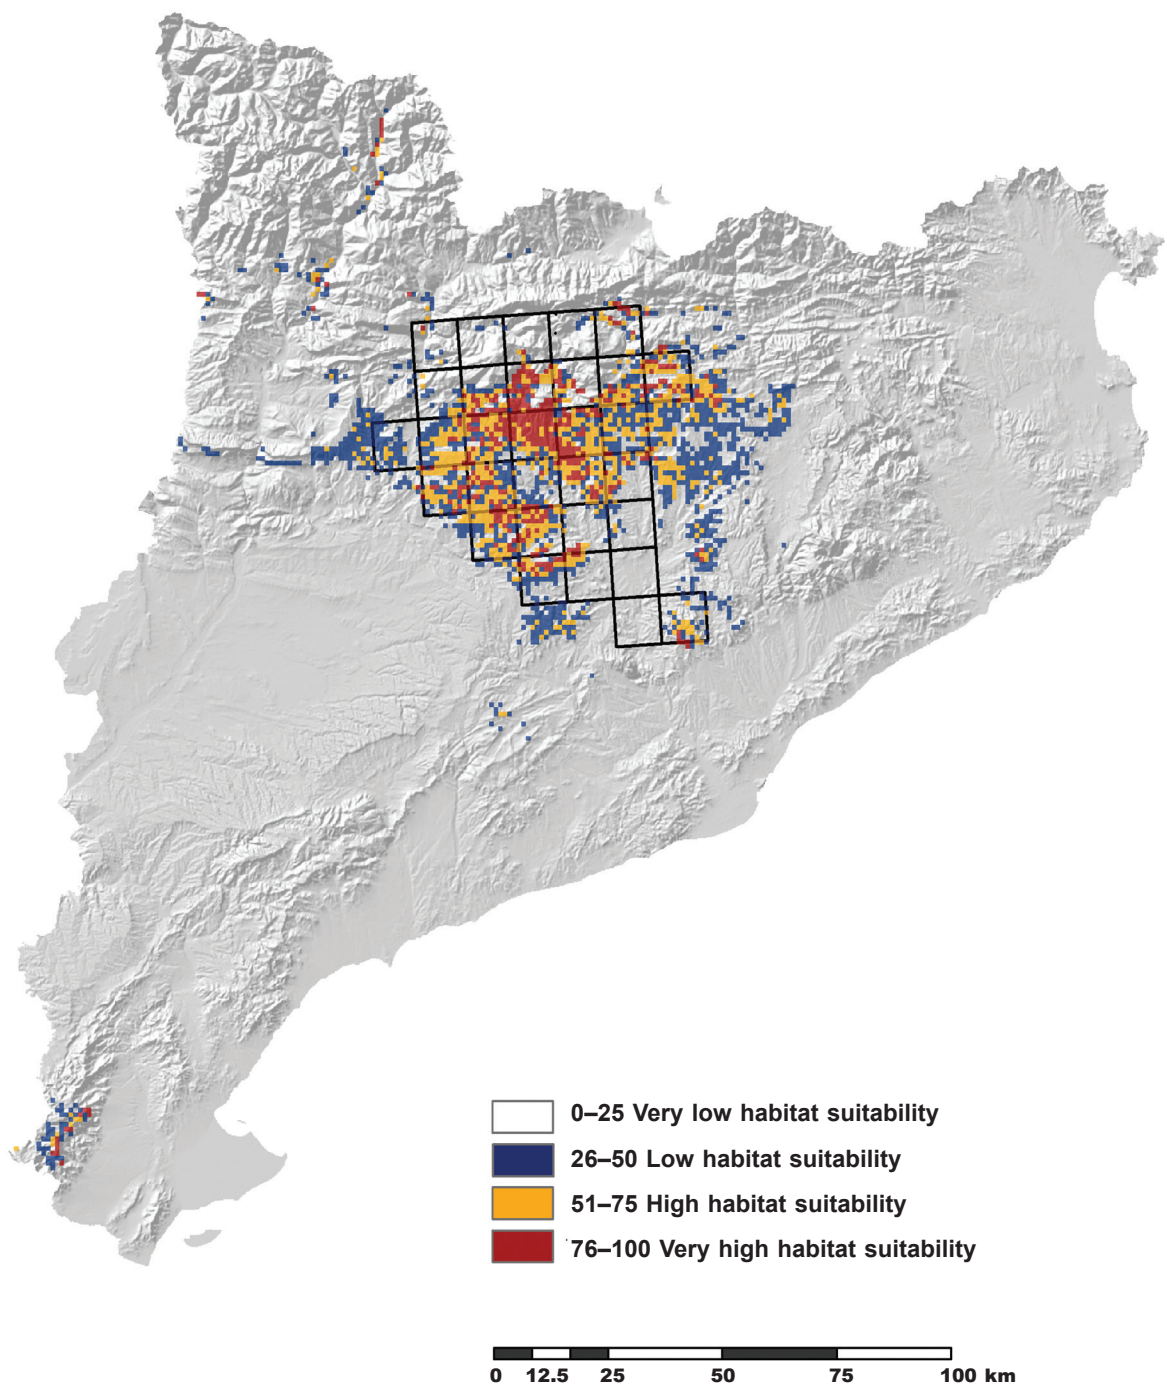 0–25 Very low habitat suitability
26–50 Low habitat suitability
51–75 High habitat suitability
76–100 Very high habitat suitability
0 12.5 25 50 75 100 km